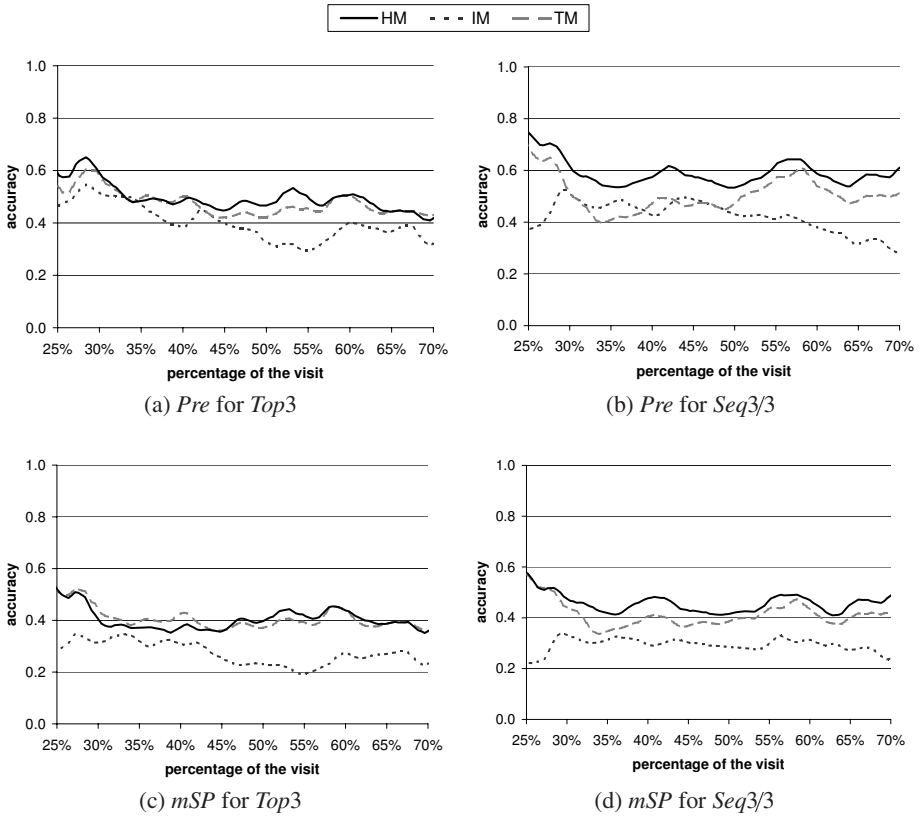 HM IM TM
1.0
0.8
0.6
0.4
0.2
0.0
accuracy
25% 30% 35% 40% 45% 50% 55% 60% 65% 70%
percentage of the visit
(a) Pre for Top3
1.0
0.8
0.6
0.4
0.2
0.0
accuracy
25% 30% 35% 40% 45% 50% 55% 60% 65% 70%
percentage of the visit
(b) Pre for Seq3/3
1.0
0.8
0.6
0.4
0.2
0.0
accuracy
25% 30% 35% 40% 45% 50% 55% 60% 65% 70%
percentage of the visit
(c) mSP for Top3
1.0
0.8
0.6
0.4
0.2
0.0
accuracy
25% 30% 35% 40% 45% 50% 55% 60% 65% 70%
percentage of the visit
(d) mSP for Seq3/3